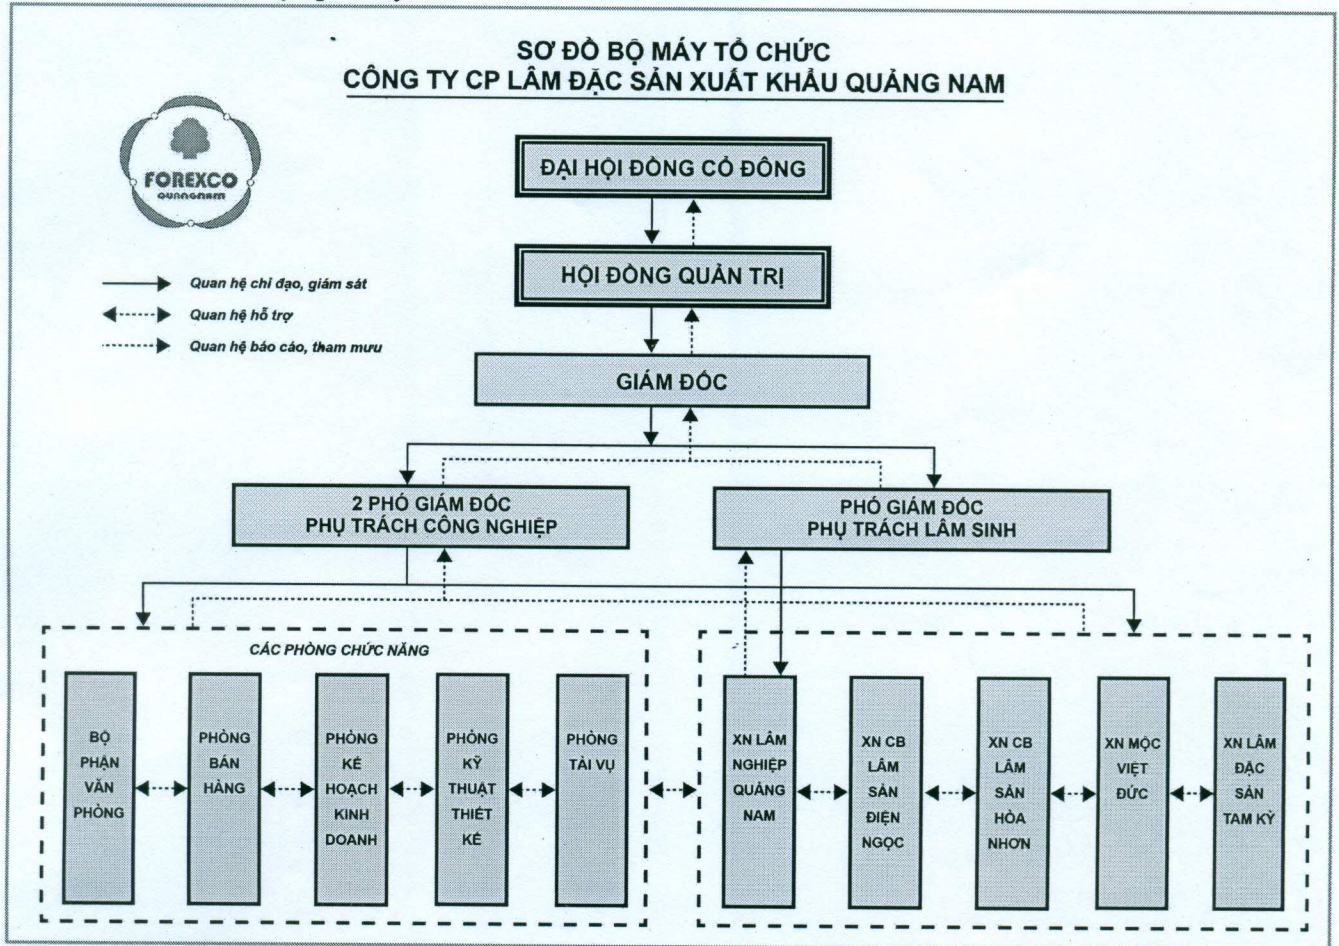 SƠ ĐỒ BỘ MÁY TỔ CHỨC
CÔNG TY CP LÂM ĐẶC SẢN XUẤT KHẨU QUẢNG NAM
FOREXCO
QUANGNAM
ĐẠI HỘI ĐỒNG CỔ ĐÔNG
HỘI ĐỒNG QUẢN TRỊ
Quan hệ chỉ đạo, giám sát
Quan hệ hỗ trợ
Quan hệ báo cáo, tham mưu
GIÁM ĐỐC
2 PHÓ GIÁM ĐỐC
PHỤ TRÁCH CÔNG NGHIỆP
PHÓ GIÁM ĐỐC
PHỤ TRÁCH LÂM SINH
CÁC PHÒNG CHỨC NĂNG
BỘ
PHẬN
VĂN
PHÒNG
PHÒNG
BÁN
HÀNG
PHÒNG
KẾ
HOẠCH
KINH
DOANH
PHÒNG
KỸ
THUẬT
THIẾT
KẾ
PHÒNG
TÀI VỤ
XN LÂM
NGHIỆP
QUẢNG
NAM
XN CB
LÂM
SẢN
ĐIỆN
NGỌC
XN CB
LÂM
SẢN
HÒA
NHƠN
XN MỘC
VIỆT
ĐỨC
XN LÂM
ĐẶC
SẢN
TAM KỲ